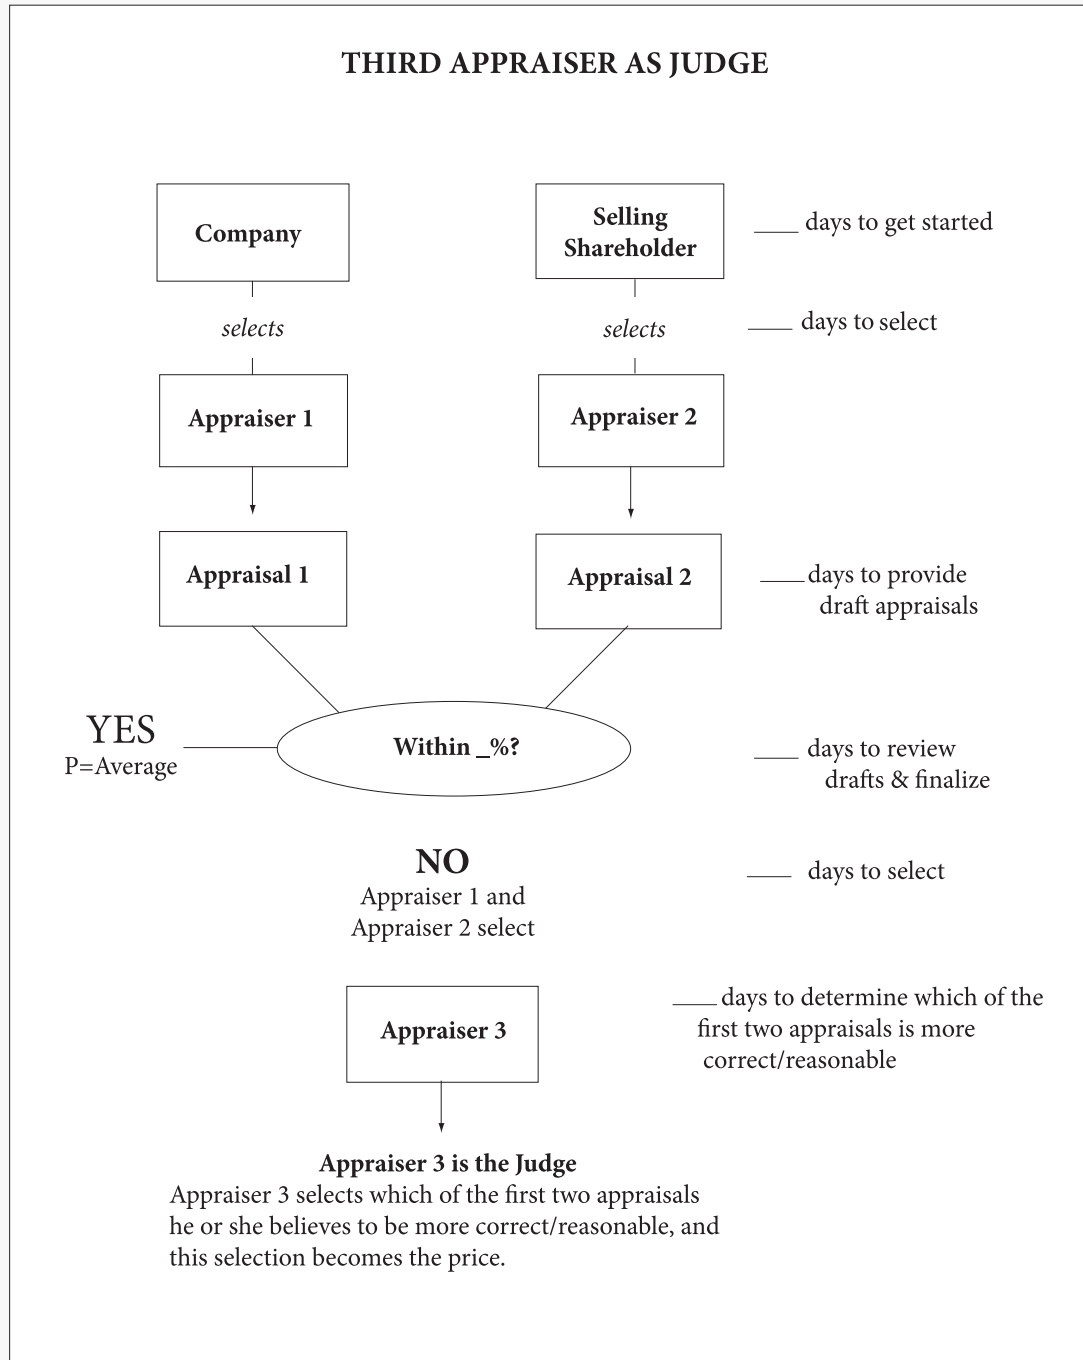 THIRD APPRAISER AS JUDGE
Company
Selling
Shareholder
____ days to get started
selects
selects
____ days to select
Appraiser 1
Appraiser 2
Appraisal 1
Appraisal 2
____days to provide
draft appraisals
YES
P=Average
Within _%?
____ days to review
drafts & finalize
NO
Appraiser 1 and
Appraiser 2 select
____ days to select
Appraiser 3
____days to determine which of the
first two appraisals is more
correct/reasonable
Appraiser 3 is the Judge
Appraiser 3 selects which of the first two appraisals
he or she believes to be more correct/reasonable, and
this selection becomes the price.